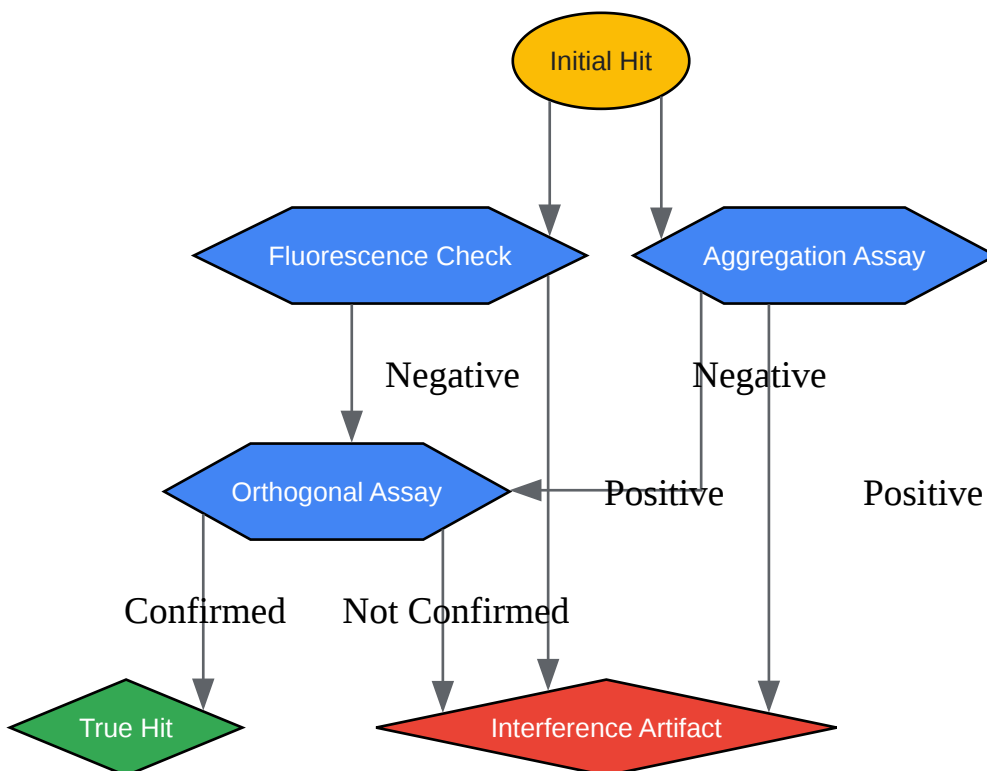 Initial Hit
Fluorescence Check
Aggregation Assay
Negative
Negative
Orthogonal Assay
Positive
Positive
Confirmed
Not Confirmed
True Hit
Interference Artifact